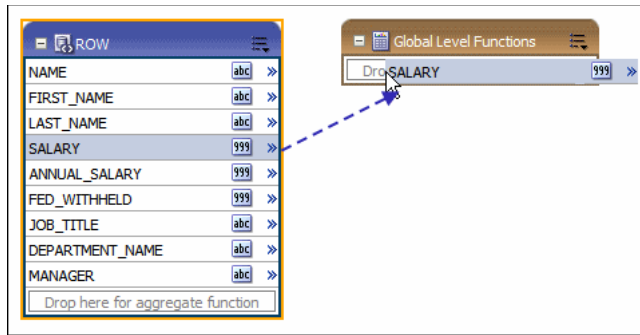 ROW
NAME abc
FIRST_NAME abc
LAST_NAME abc
SALARY 999
ANNUAL_SALARY 999
FED_WITHHELD 999
JOB_TITLE abc
DEPARTMENT_NAME abc
MANAGER abc
Drop here for aggregate function
Global Level Functions
Dro SALARY 999